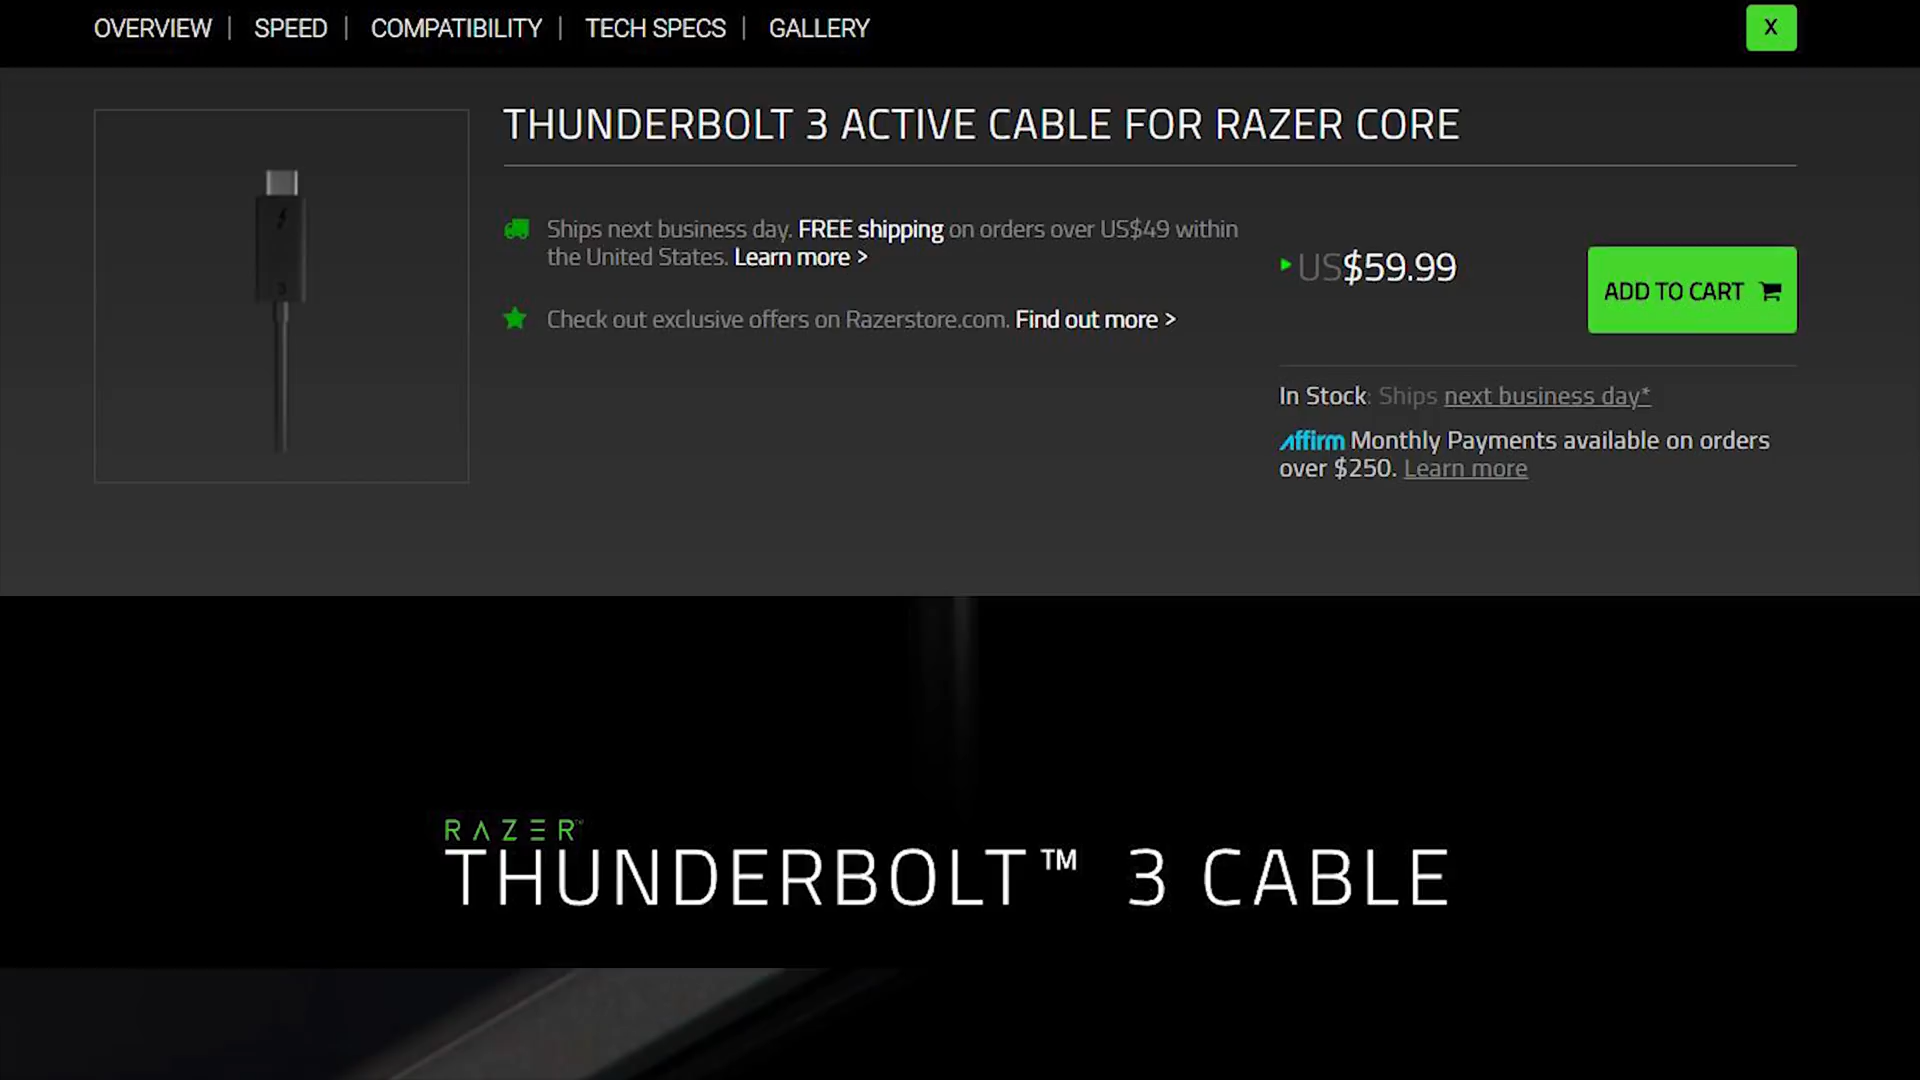 OVERVIEW | SPEED | COMPATIBILITY | TECH SPECS | GALLERY
X
THUNDERBOLT 3 ACTIVE CABLE FOR RAZER CORE
Ships next business day. FREE shipping on orders over US$49 within
the United States. Learn more >
Check out exclusive offers on Razerstore.com. Find out more >
US$59.99
ADD TO CART
In Stock: Ships next business day*
affirm Monthly Payments available on orders
over $250. Learn more
3
RAZER™
THUNDERBOLT™ 3 CABLE